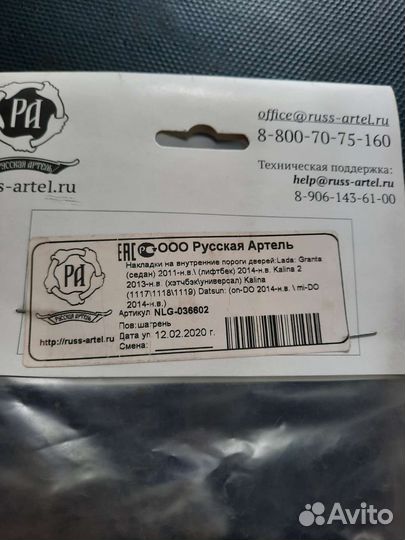 РА
РУССКАЯ АРТЕЛЬ
ss-artel.ru
office@russ-artel.ru
8-800-70-75-160
Техническая поддержка:
help@russ-artel.ru
8-906-143-61-00
РА
РУССКАЯ АРТЕЛЬ
http://russ-artel.ru
ЕАС РСТ ООО Русская Артель
Накладки на внутренние пороги дверей:Lada: Granta
(седан) 2011-н.в.\ (лифтбек) 2014-н.в. Kalina 2
2013-н.в. (хэтчбэк\универсал) Kalina
(1117\1118\1119) Datsun: (on-DO 2014-н.в. \ mi-DO
2014-н.в.)
Артикул NLG-036602
Пов:шагрень
Дата уп 12.02.2020 г.
Смена:
Avito